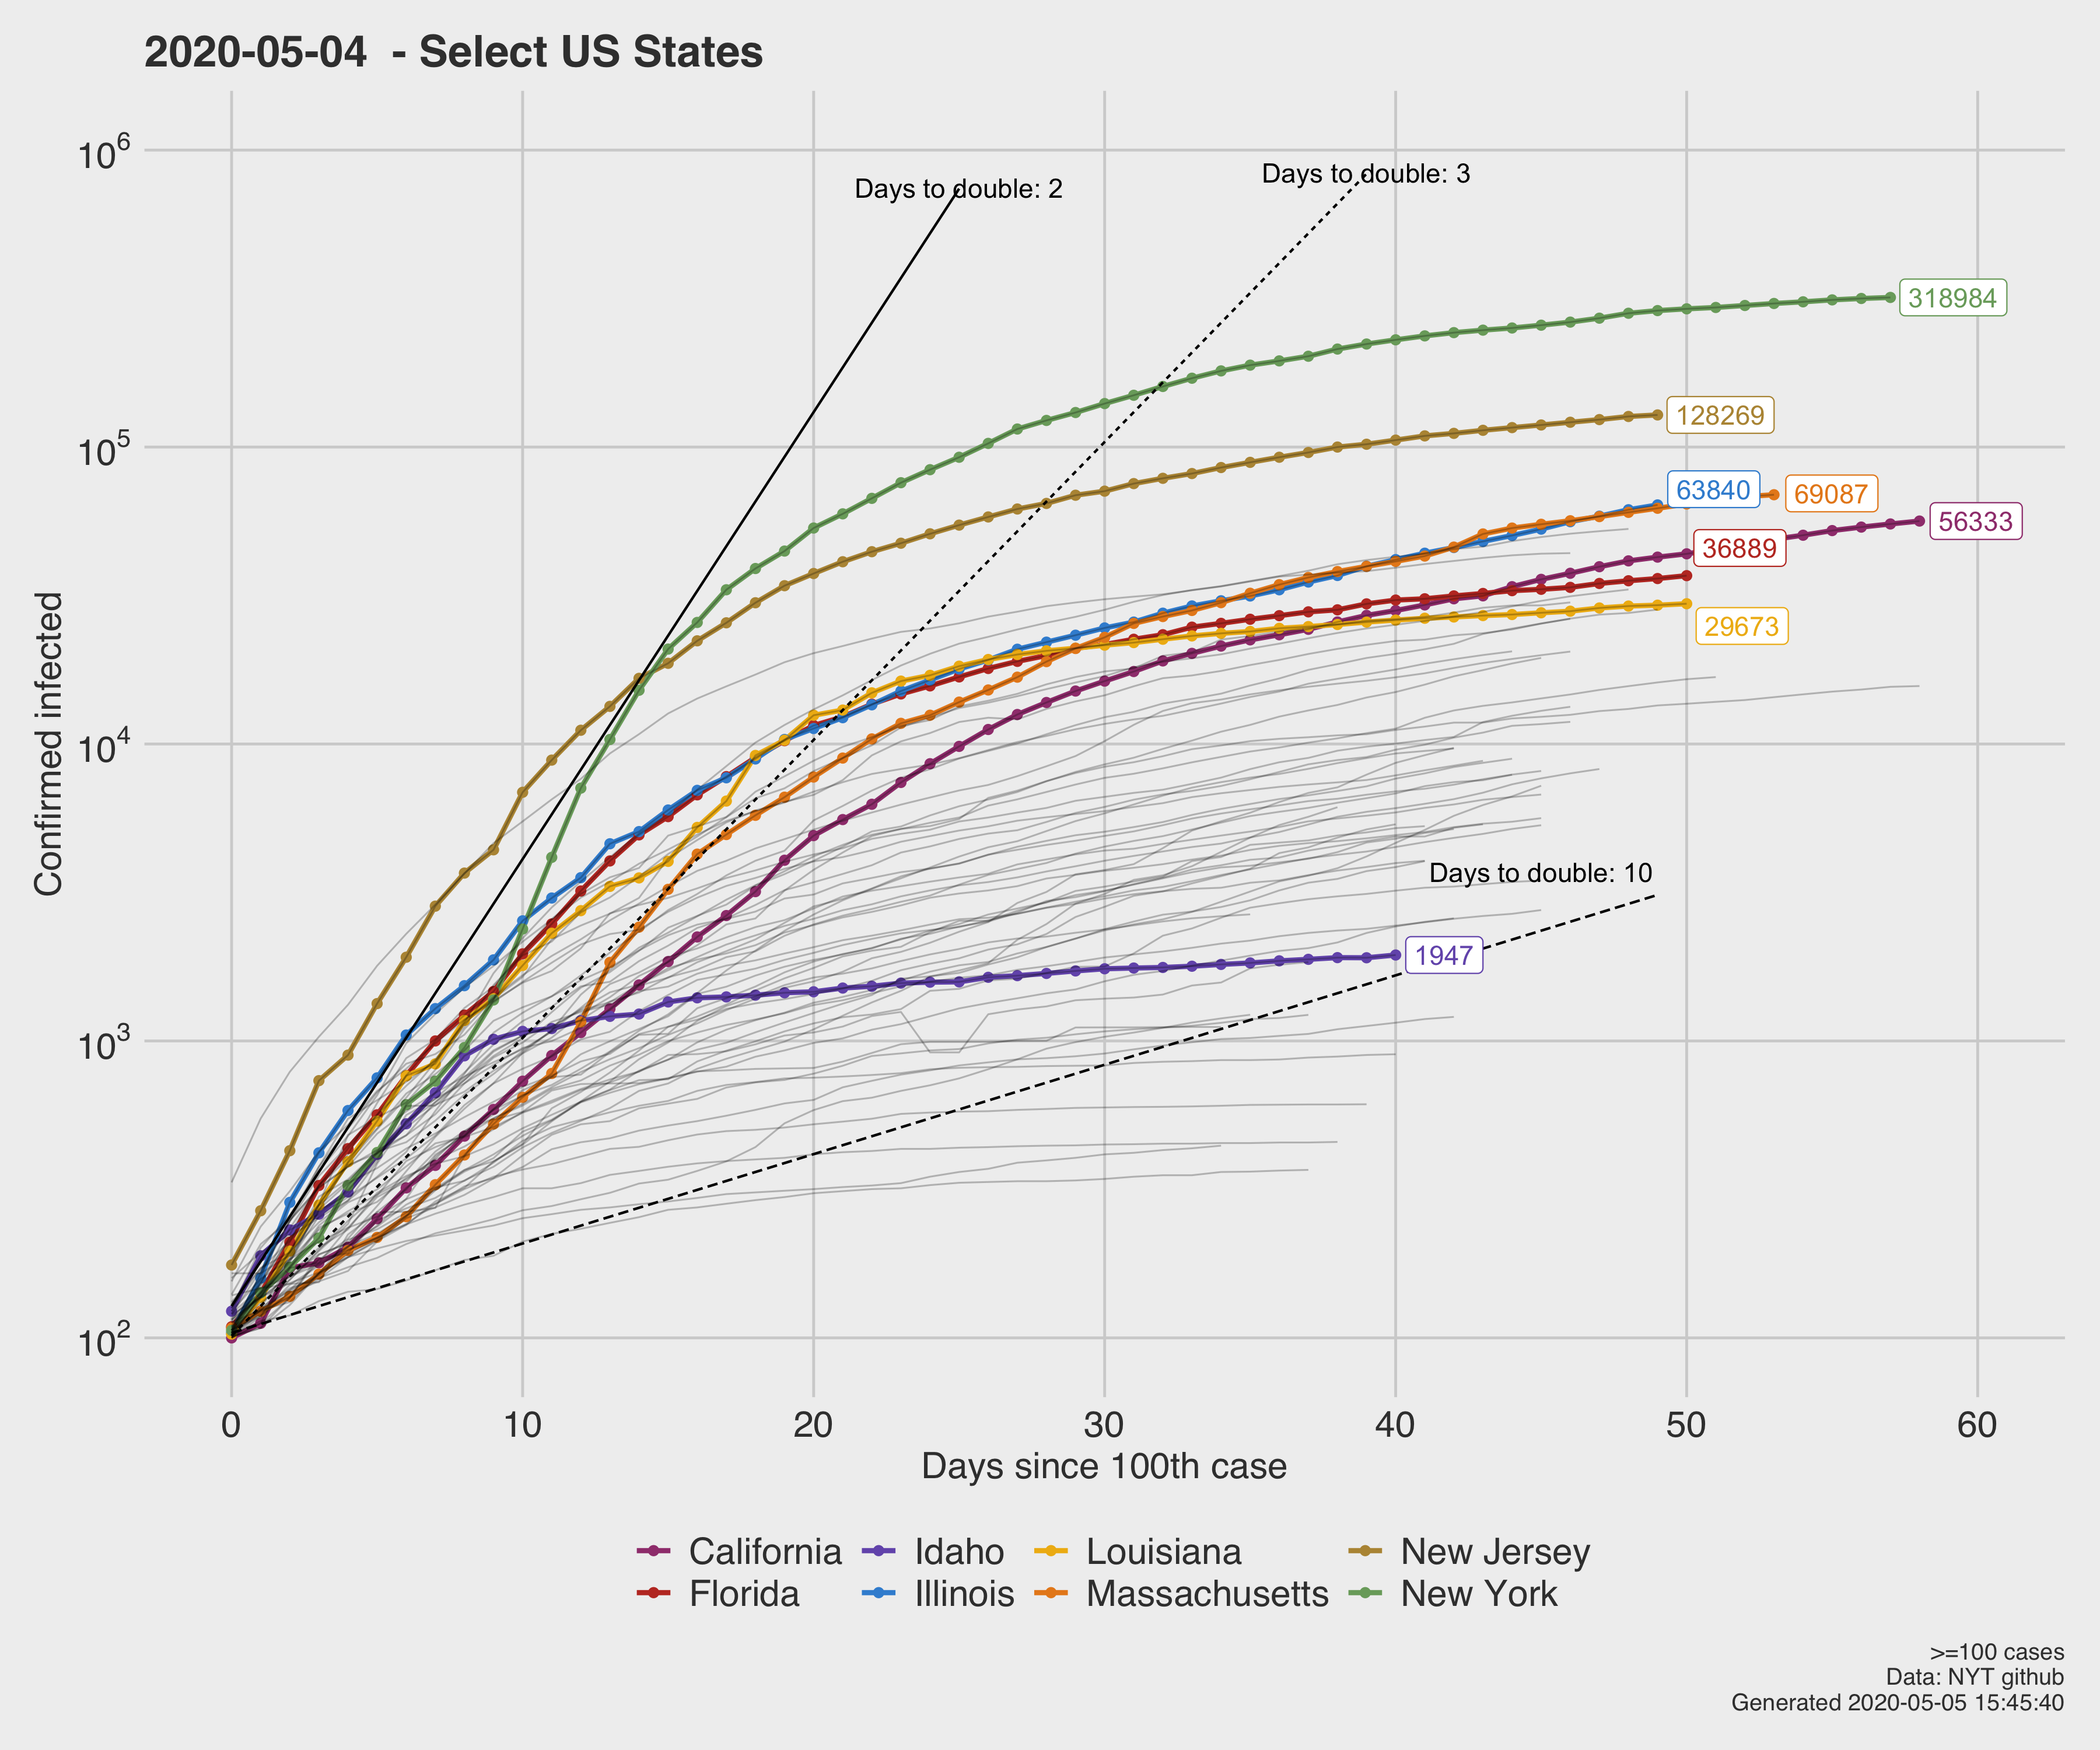 2020-05-04  - Select US States
Confirmed infected
10^6
10^5
10^4
10^3
10^2
Days to double: 2
Days to double: 3
Days to double: 10
318984
128269
63840
69087
56333
36889
29673
1947
0 10 20 30 40 50 60
Days since 100th case
California Idaho Louisiana New Jersey
Florida Illinois Massachusetts New York
>=100 cases
Data: NYT github
Generated 2020-05-05 15:45:40